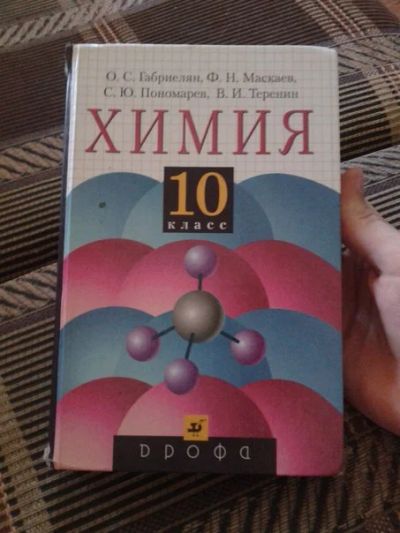 О. С. Габриелян, Ф. Н. Маскаев,
С. Ю. Пономарев, В. И. Теренин
ХИМИЯ
10
класс
ДРОФА